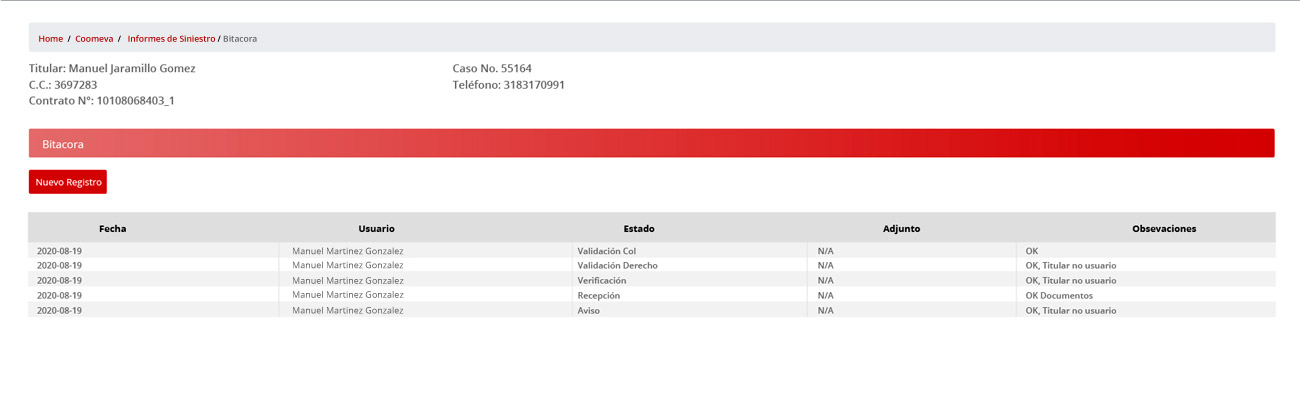 Home / Coomeva / Informes de Siniestro / Bitacora
Titular: Manuel Jaramillo Gomez Caso No. 55164
C.C.: 3697283 Teléfono: 3183170991
Contrato N°: 10108068403_1
Bitacora
Nuevo Registro
Fecha Usuario Estado Adjunto Obsevaciones
2020-08-19 Manuel Martinez Gonzalez Validación Col N/A OK
2020-08-19 Manuel Martinez Gonzalez Validación Derecho N/A OK, Titular no usuario
2020-08-19 Manuel Martinez Gonzalez Verificación N/A OK, Titular no usuario
2020-08-19 Manuel Martinez Gonzalez Recepción N/A OK Documentos
2020-08-19 Manuel Martinez Gonzalez Aviso N/A OK, Titular no usuario